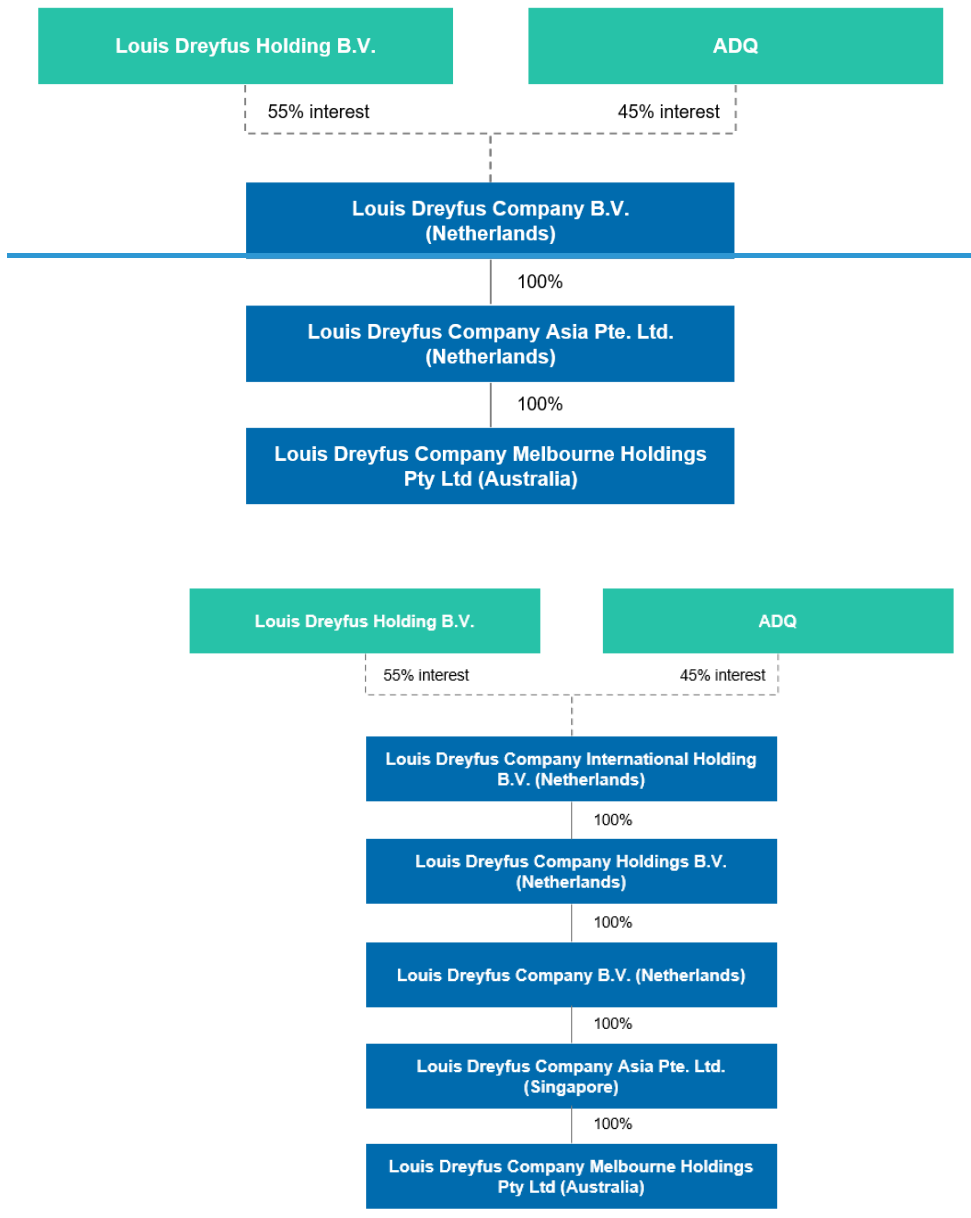 Louis Dreyfus Holding B.V.
ADQ
55% interest
45% interest
Louis Dreyfus Company B.V.
(Netherlands)
100%
Louis Dreyfus Company Asia Pte. Ltd.
(Netherlands)
100%
Louis Dreyfus Company Melbourne Holdings
Pty Ltd (Australia)
Louis Dreyfus Holding B.V.
ADQ
55% interest
45% interest
Louis Dreyfus Company International Holding
B.V. (Netherlands)
100%
Louis Dreyfus Company Holdings B.V.
(Netherlands)
100%
Louis Dreyfus Company B.V. (Netherlands)
100%
Louis Dreyfus Company Asia Pte. Ltd.
(Singapore)
100%
Louis Dreyfus Company Melbourne Holdings
Pty Ltd (Australia)